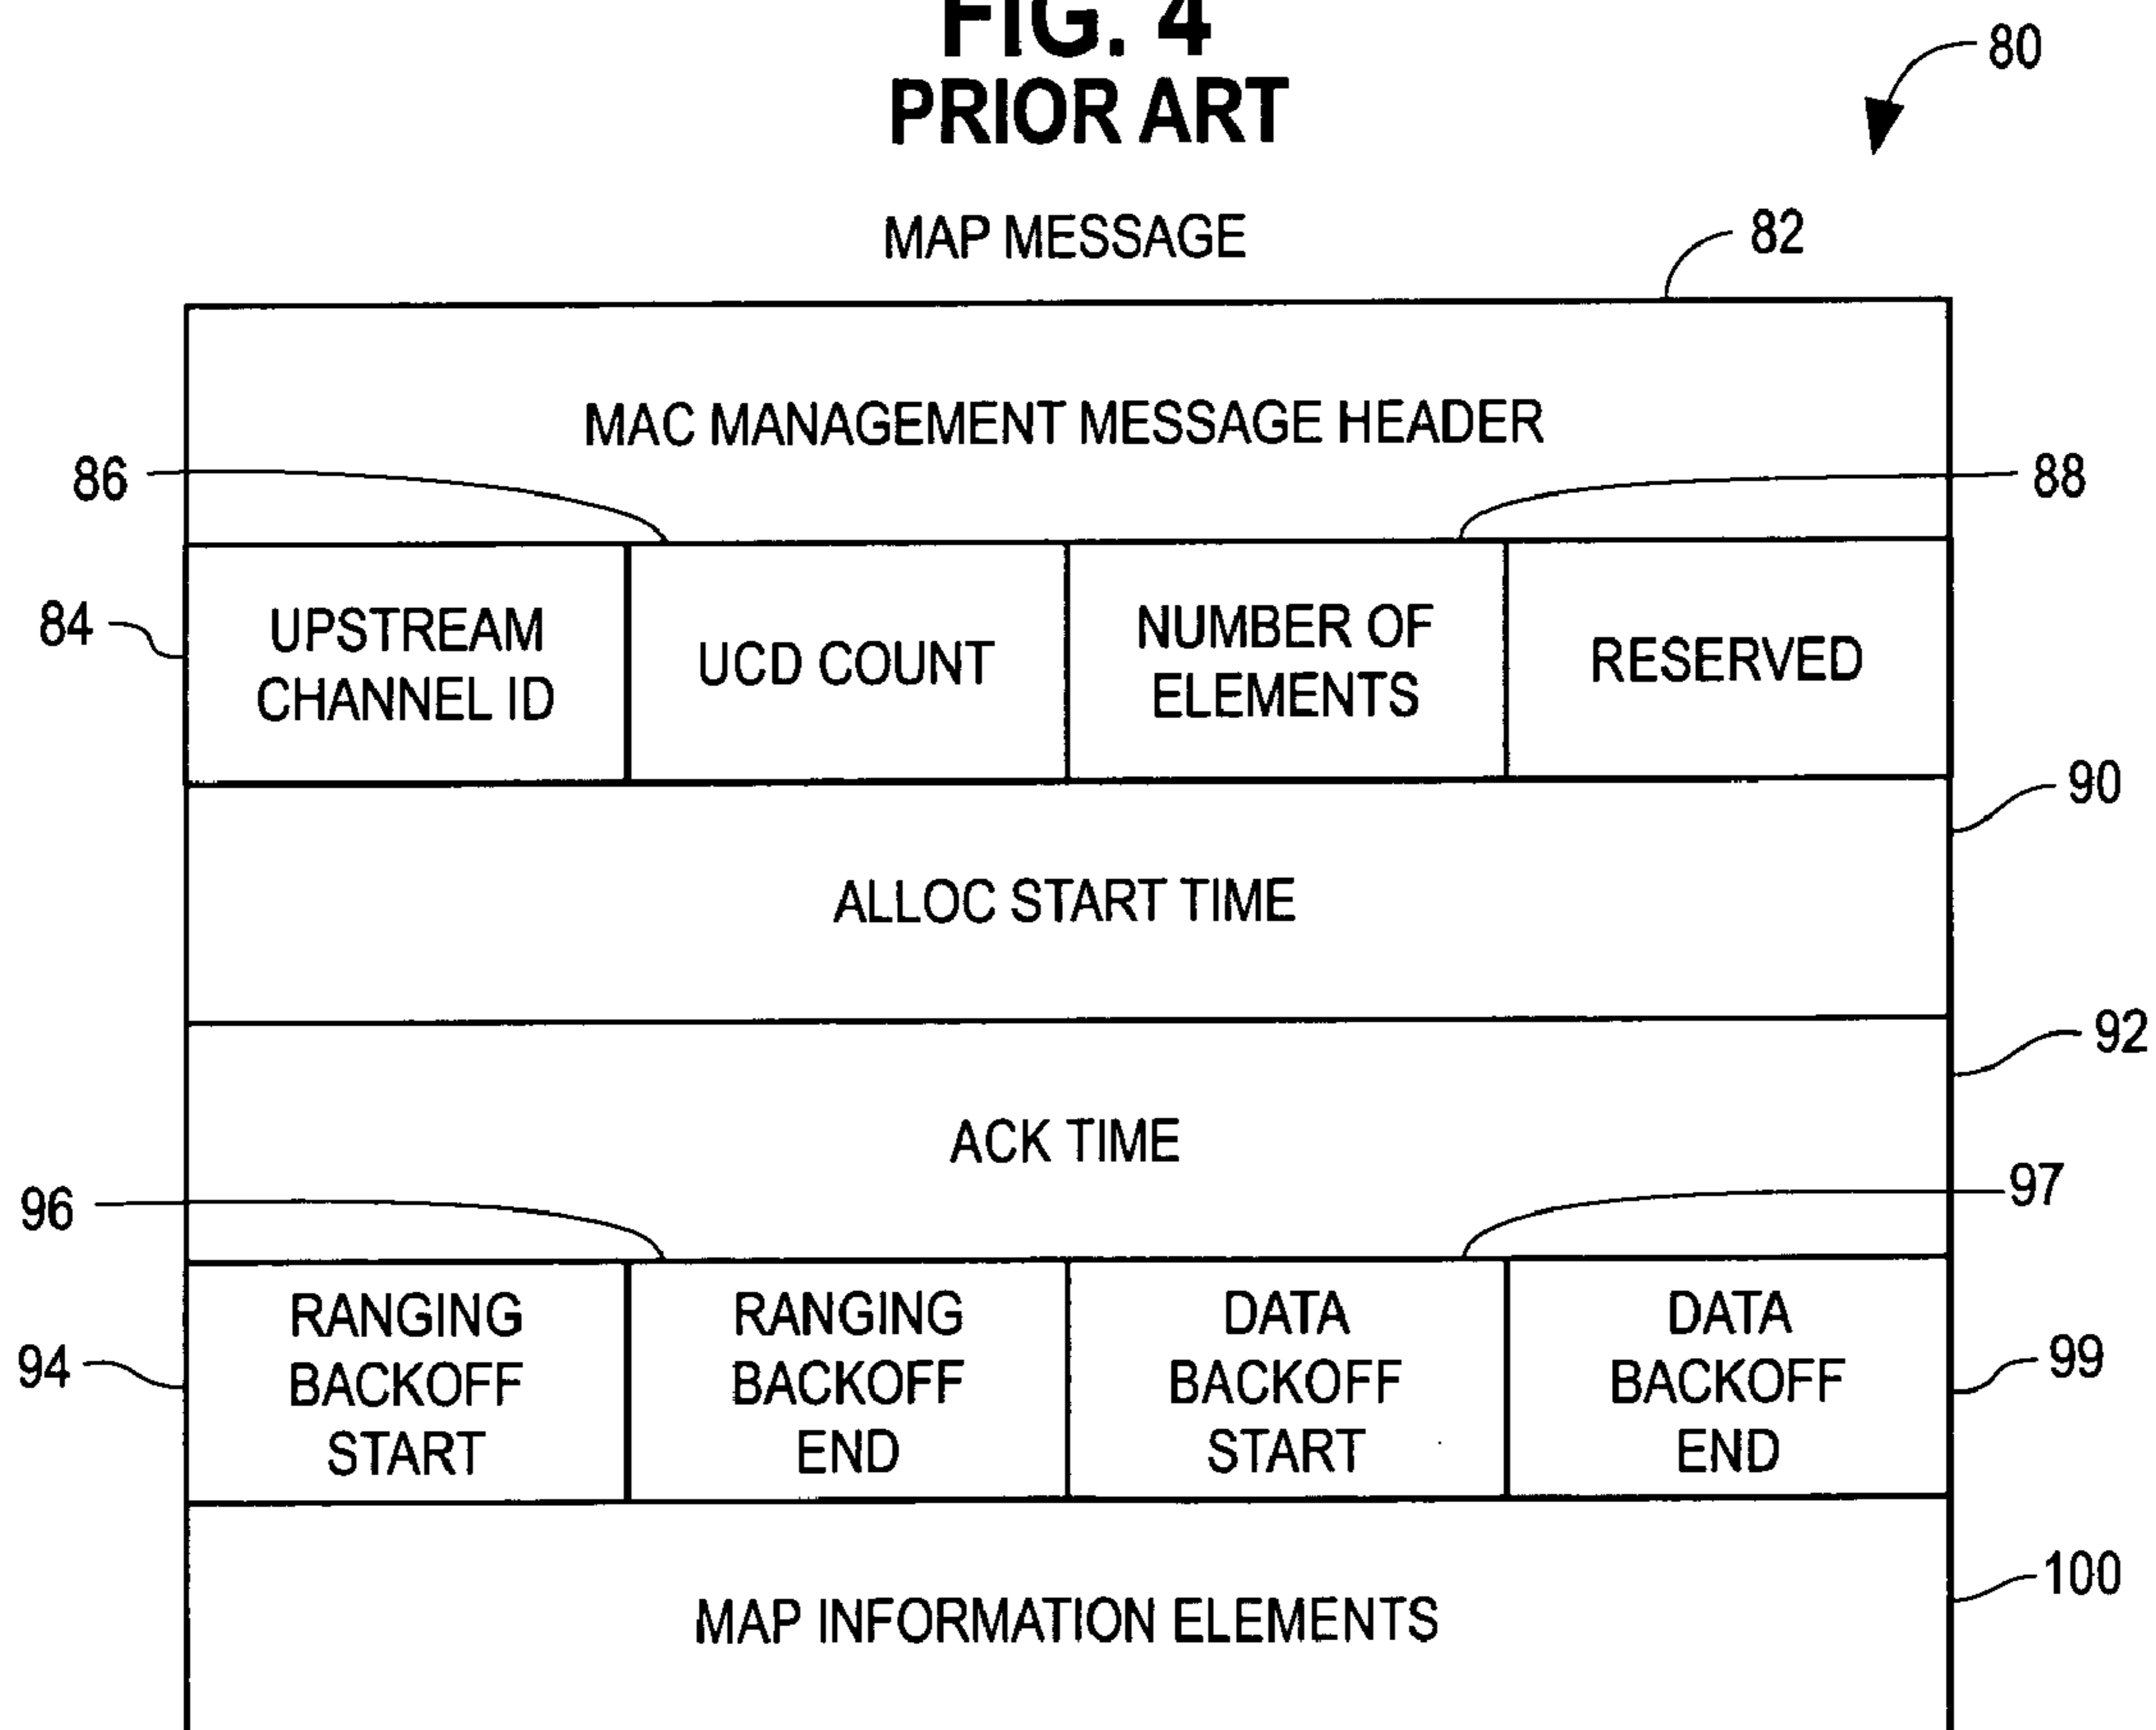 FIG. 4
PRIOR ART
80
MAP MESSAGE
82
MAC MANAGEMENT MESSAGE HEADER
86
88
84
UPSTREAM
CHANNEL ID
UCD COUNT
NUMBER OF
ELEMENTS
RESERVED
90
ALLOC START TIME
92
ACK TIME
96
97
94
RANGING
BACKOFF
START
RANGING
BACKOFF
END
DATA
BACKOFF
START
DATA
BACKOFF
END
99
100
MAP INFORMATION ELEMENTS